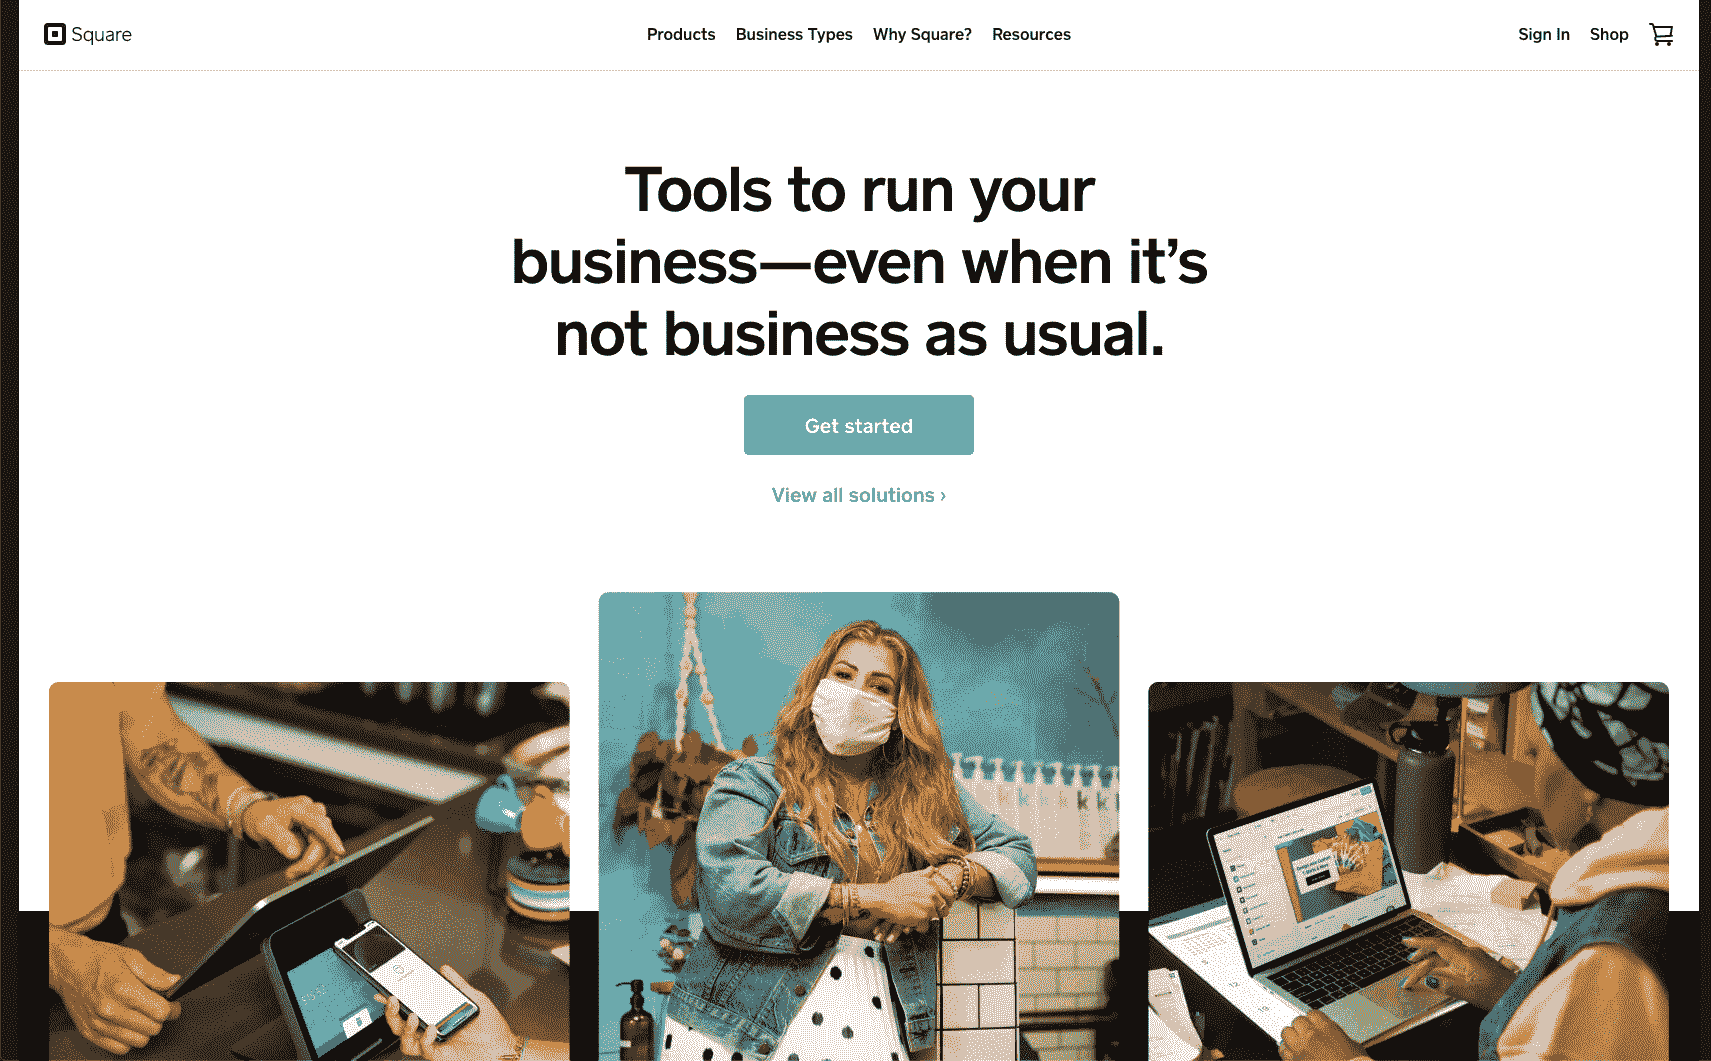 Square
Products Business Types Why Square? Resources
Sign In Shop
Tools to run your
business—even when it's
not business as usual.
Get started
View all solutions ›